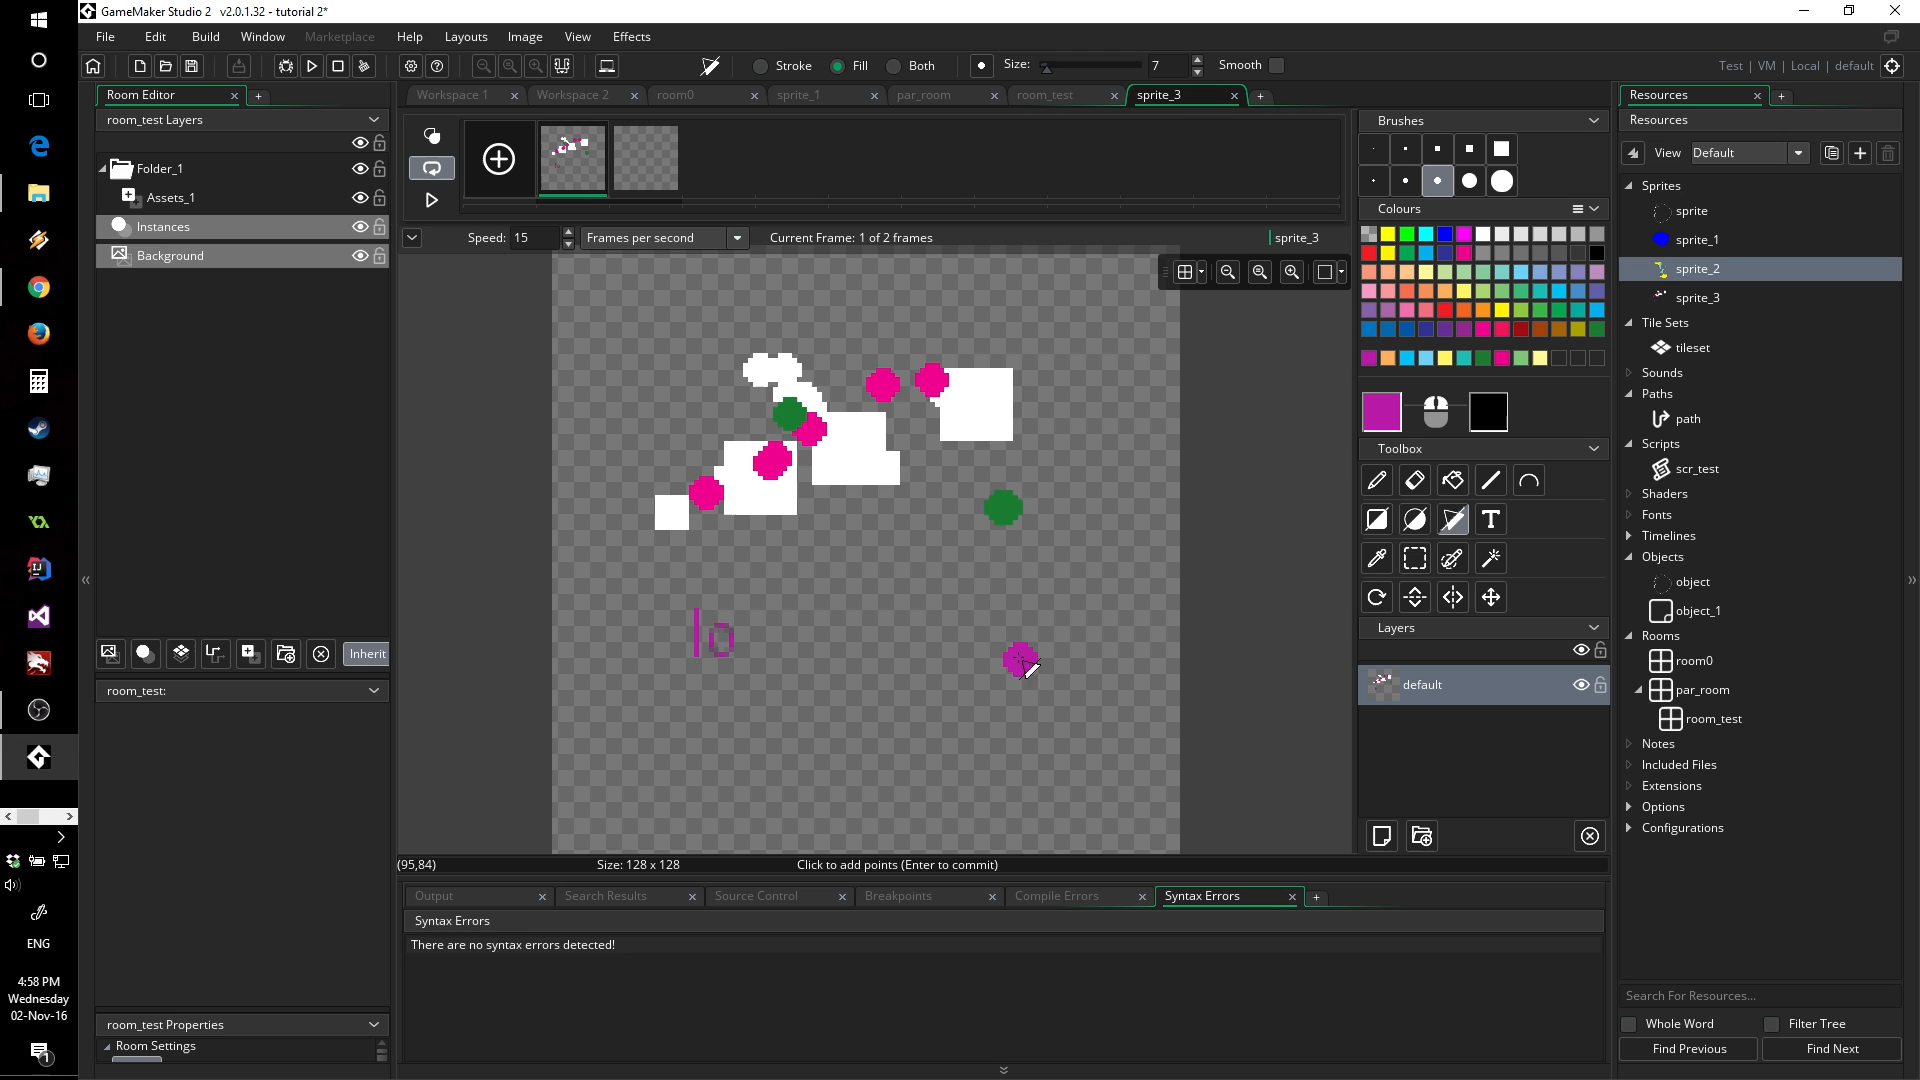 GameMaker Studio 2 v2.0.1.32 - tutorial 2*
File Edit Build Window Marketplace Help Layouts Image View Effects
Stroke Fill Both Size: 7 Smooth
Test | VM | Local | default
Room Editor
Workspace 1 Workspace 2 room0 sprite_1 par_room room_test sprite_3
Resources
room_test Layers
Folder_1
Assets_1
Instances
Background
Inherit
room_test:
room_test Properties
Room Settings
Speed: 15 Frames per second Current Frame: 1 of 2 frames sprite_3
lo
(95,84) Size: 128 x 128 Click to add points (Enter to commit)
Output Search Results Source Control Breakpoints Compile Errors Syntax Errors
Syntax Errors
There are no syntax errors detected!
Brushes
Colours
Toolbox
T
Layers
default
Resources
View Default
Sprites
sprite
sprite_1
sprite_2
sprite_3
Tile Sets
tileset
Sounds
Paths
path
Scripts
scr_test
Shaders
Fonts
Timelines
Objects
object
object_1
Rooms
room0
par_room
room_test
Notes
Included Files
Extensions
Options
Configurations
Search For Resources...
Whole Word Filter Tree
Find Previous Find Next
ENG
4:58 PM
Wednesday
02-Nov-16
1